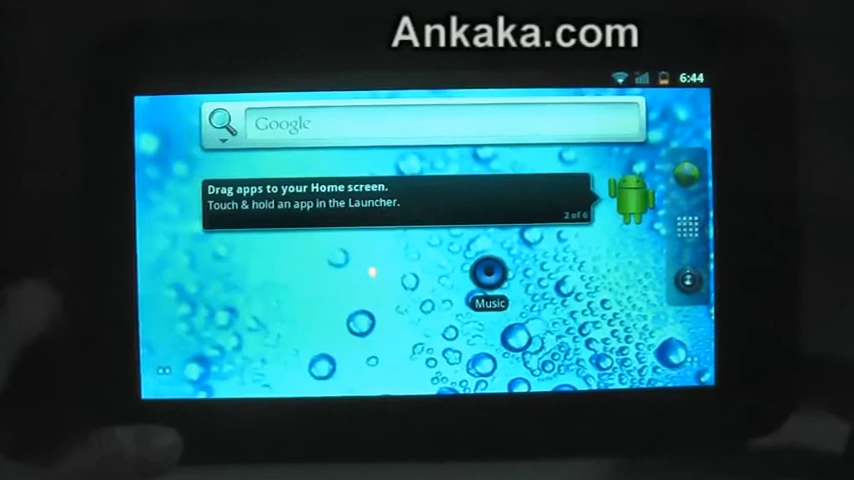 Ankaka.com
6:44
Google
Drag apps to your Home screen.
Touch & hold an app in the Launcher.
2 of 6
Music